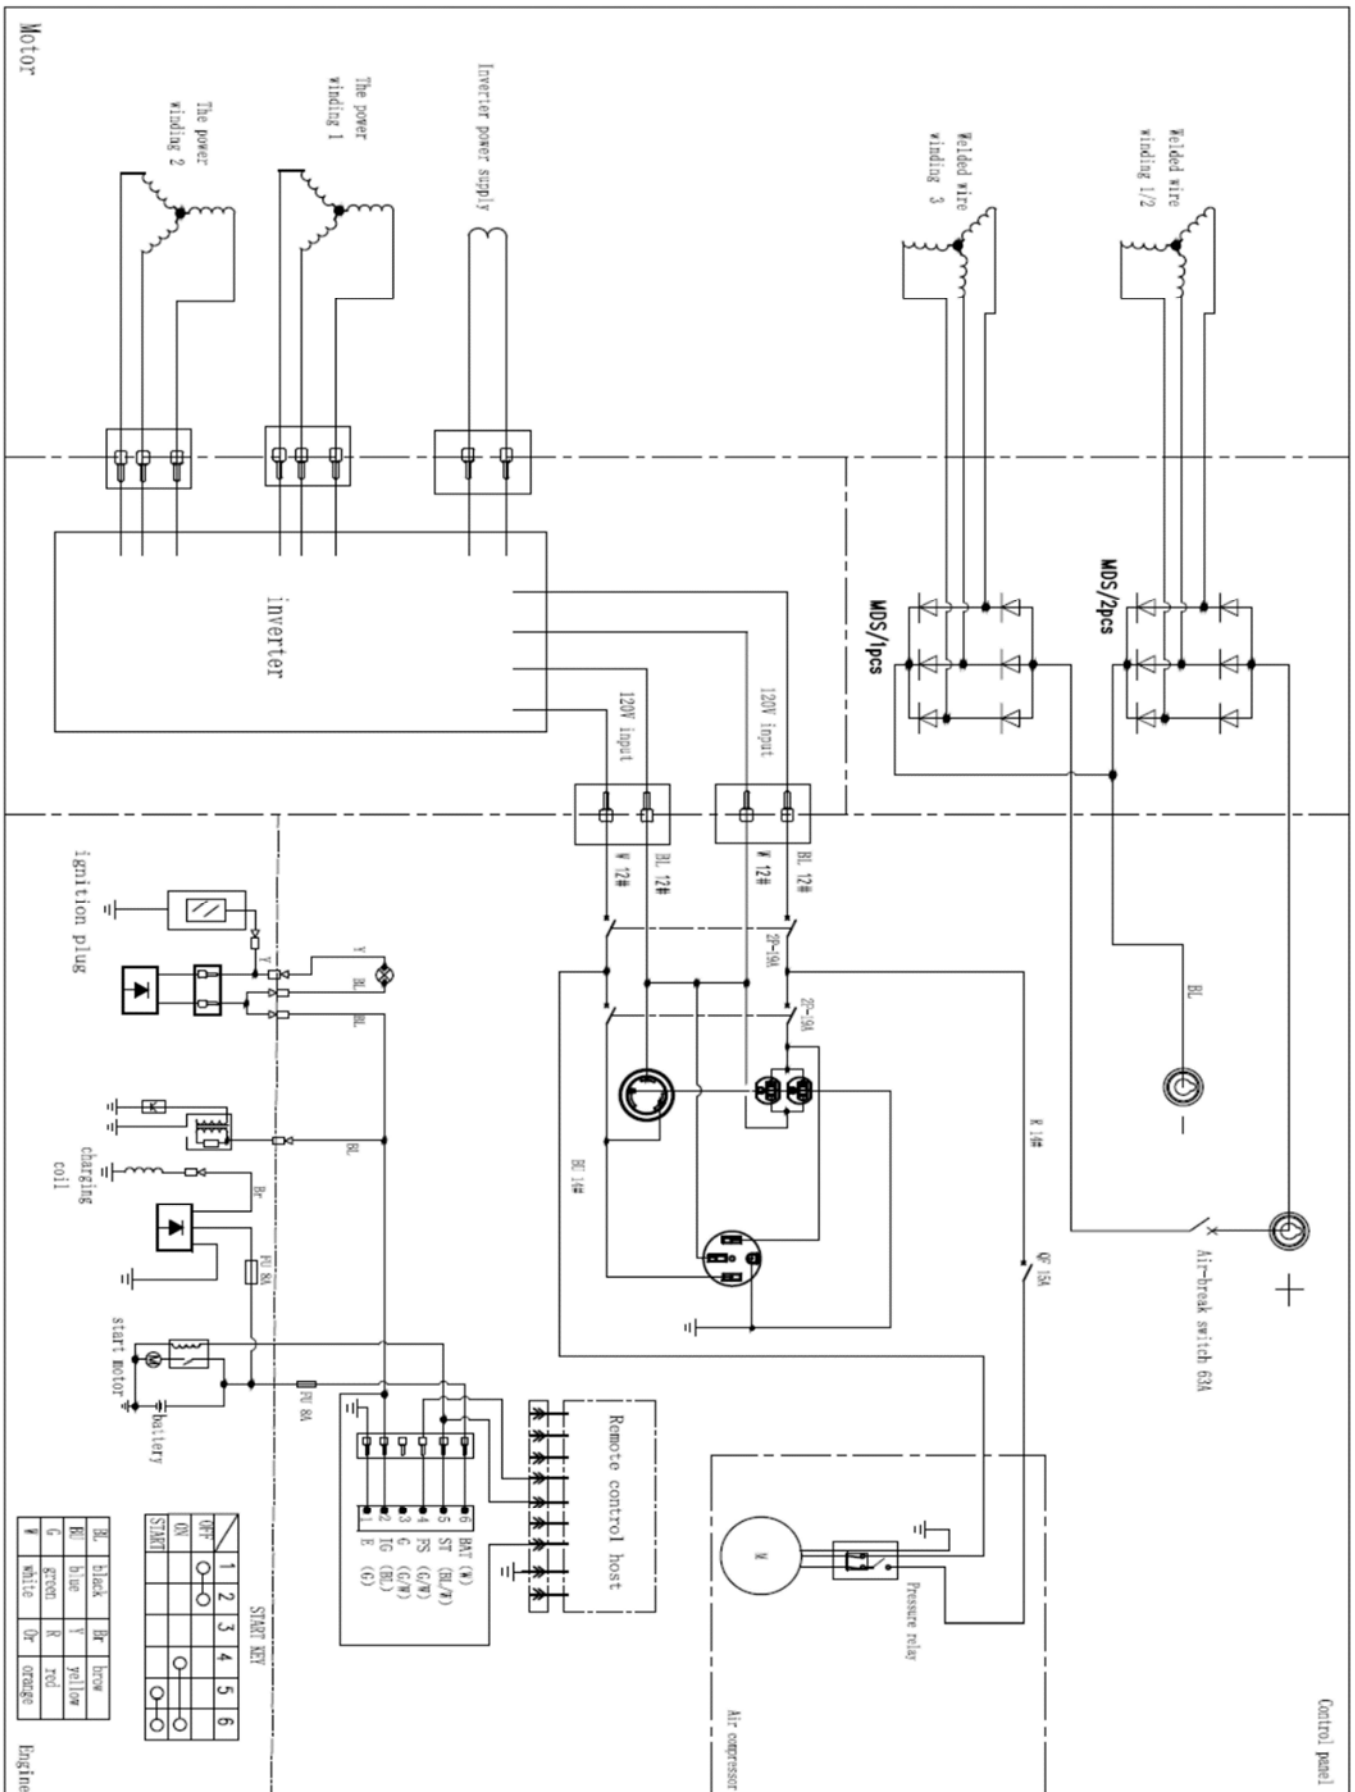 Motor
Control panel
Engine
Welded wire
winding 1/2
Welded wire
winding 3
Inverter power supply
The power
winding 1
The power
winding 2
MDS/2pcs
MDS/1pcs
inverter
120V input
120V input
BL 12#
W 12#
BL 12#
W 12#
2P-19A
2P-19A
BL
−
+
Air-break switch 63A
R 14#
QF 15A
BU 14#
ignition plug
Y
Y
BL
BL
BL
charging
coil
Br
FU 8A
FU 8A
start motor
M
battery
Remote control host
6 BAT (W)
5 ST (BL/W)
4 PS (G/W)
3 G (G/W)
2 IG (BL)
1 E (G)
Air compressor
Pressure relay
M
START KEY
1 2 3 4 5 6
OFF
ON
START
BL black Br brow
BU blue Y yellow
G green R red
W white Or orange